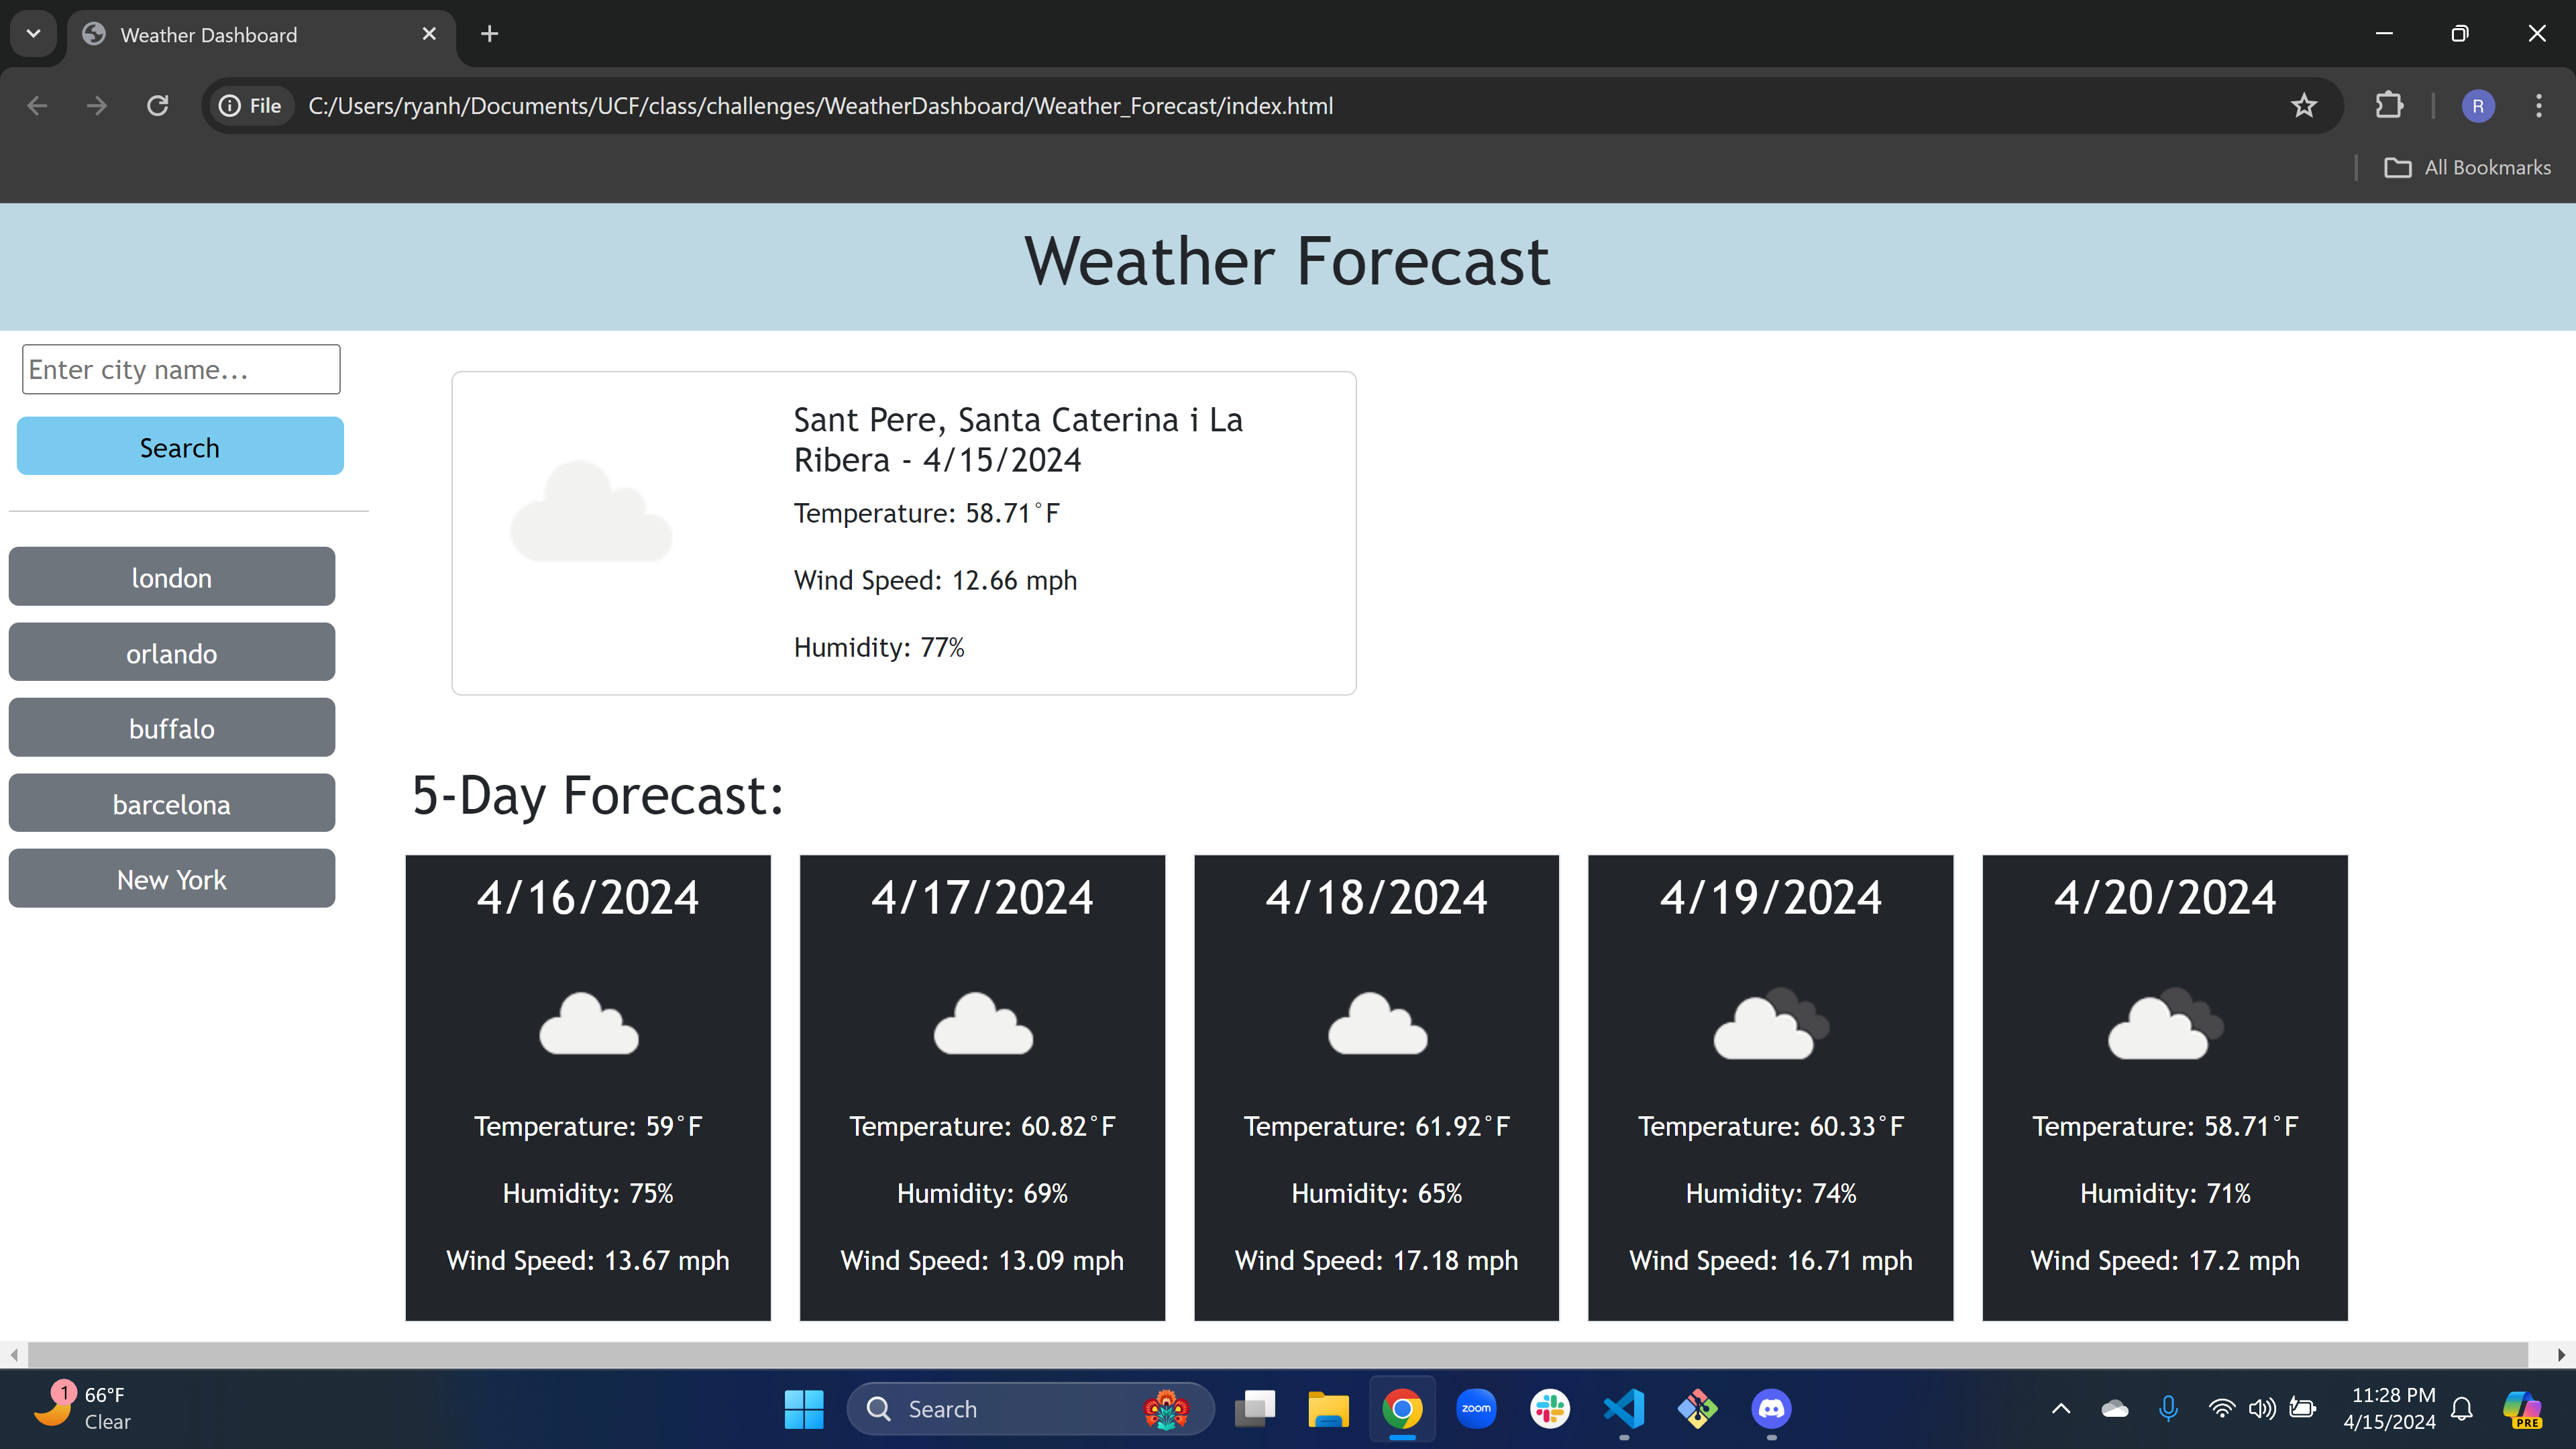 Weather Dashboard
File
C:/Users/ryanh/Documents/UCF/class/challenges/WeatherDashboard/Weather_Forecast/index.html
R
All Bookmarks
Weather Forecast
Enter city name...
Search
london
orlando
buffalo
barcelona
New York
Sant Pere, Santa Caterina i La
Ribera - 4/15/2024
Temperature: 58.71°F
Wind Speed: 12.66 mph
Humidity: 77%
5-Day Forecast:
4/16/2024
Temperature: 59°F
Humidity: 75%
Wind Speed: 13.67 mph
4/17/2024
Temperature: 60.82°F
Humidity: 69%
Wind Speed: 13.09 mph
4/18/2024
Temperature: 61.92°F
Humidity: 65%
Wind Speed: 17.18 mph
4/19/2024
Temperature: 60.33°F
Humidity: 74%
Wind Speed: 16.71 mph
4/20/2024
Temperature: 58.71°F
Humidity: 71%
Wind Speed: 17.2 mph
1
66°F
Clear
Search
zoom
11:28 PM
4/15/2024
PRE